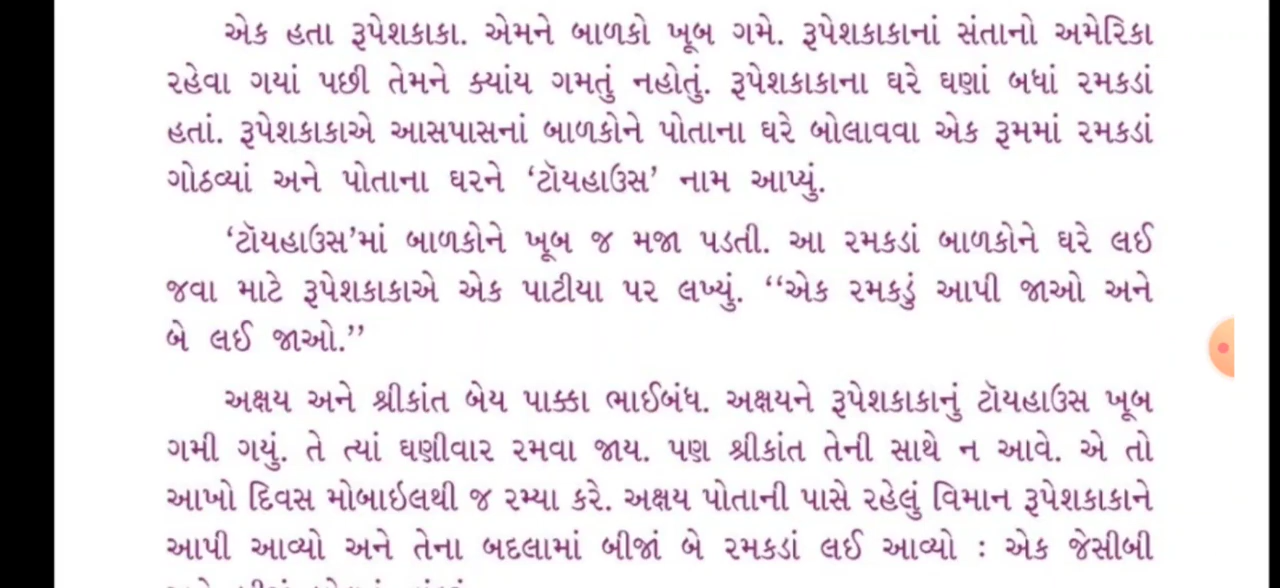 એક હતા રૂપેશકાકા. એમને બાળકો ખૂબ ગમે. રૂપેશકાકાનાં સંતાનો અમેરિકા
રહેવા ગયાં પછી તેમને ક્યાંય ગમતું નહોતું. રૂપેશકાકાના ઘરે ઘણાં બધાં રમકડાં
હતાં. રૂપેશકાકાએ આસપાસનાં બાળકોને પોતાના ઘરે બોલાવવા એક રૂમમાં રમકડાં
ગોઠવ્યાં અને પોતાના ઘરને ‘ટૉયહાઉસ’ નામ આપ્યું.
‘ટૉયહાઉસ’માં બાળકોને ખૂબ જ મજા પડતી. આ રમકડાં બાળકોને ઘરે લઈ
જવા માટે રૂપેશકાકાએ એક પાટીયા પર લખ્યું. “એક રમકડું આપી જાઓ અને
બે લઈ જાઓ.”
અક્ષય અને શ્રીકાંત બેય પાક્કા ભાઈબંધ. અક્ષયને રૂપેશકાકાનું ટૉયહાઉસ ખૂબ
ગમી ગયું. તે ત્યાં ઘણીવાર રમવા જાય. પણ શ્રીકાંત તેની સાથે ન આવે. એ તો
આખો દિવસ મોબાઇલથી જ રમ્યા કરે. અક્ષય પોતાની પાસે રહેલું વિમાન રૂપેશકાકાને
આપી આવ્યો અને તેના બદલામાં બીજાં બે રમકડાં લઈ આવ્યો : એક જેસીબી